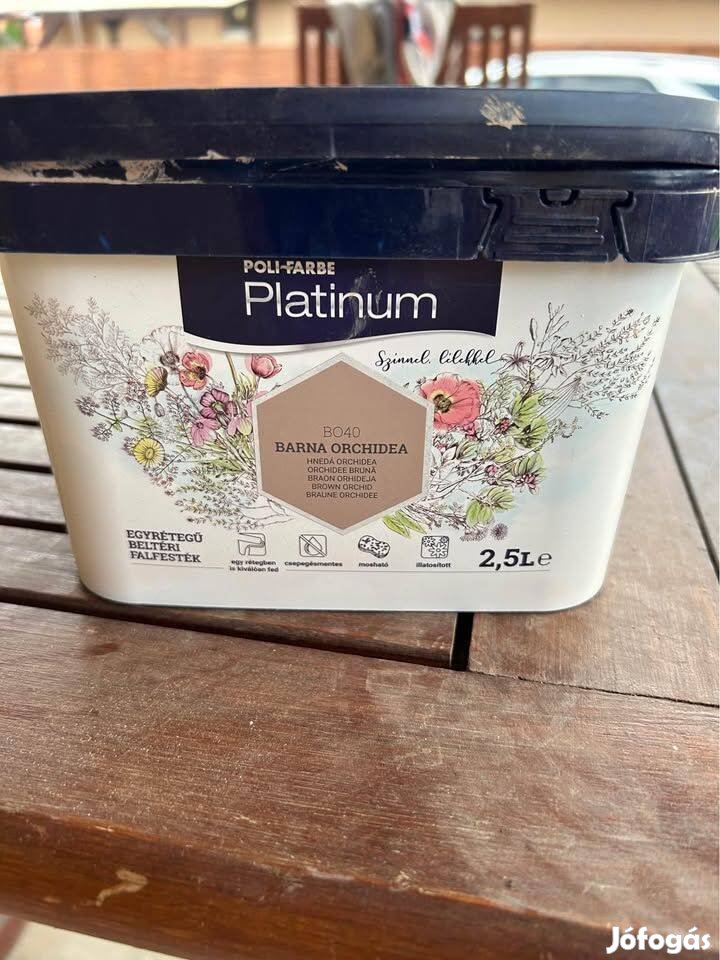 POLI-FARBE
Platinum
Színnel, lélekkel
BO40
BARNA ORCHIDEA
HNEDÁ ORCHIDEA
ORCHIDEE BRUNĂ
BRAON ORHIDEJA
BROWN ORCHID
BRAUNE ORCHIDEE
EGYRÉTEGŰ
BELTÉRI
FALFESTÉK
egy rétegben
is kiválóan fed
csepegésmentes
mosható
illatosított
2,5L e
Jófogás